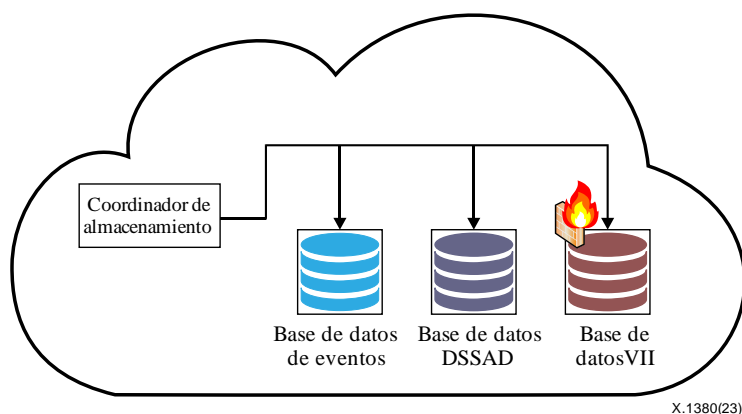 Coordinador de
almacenamiento
Base de datos
de eventos
Base de datos
DSSAD
Base de
datosVII
X.1380(23)